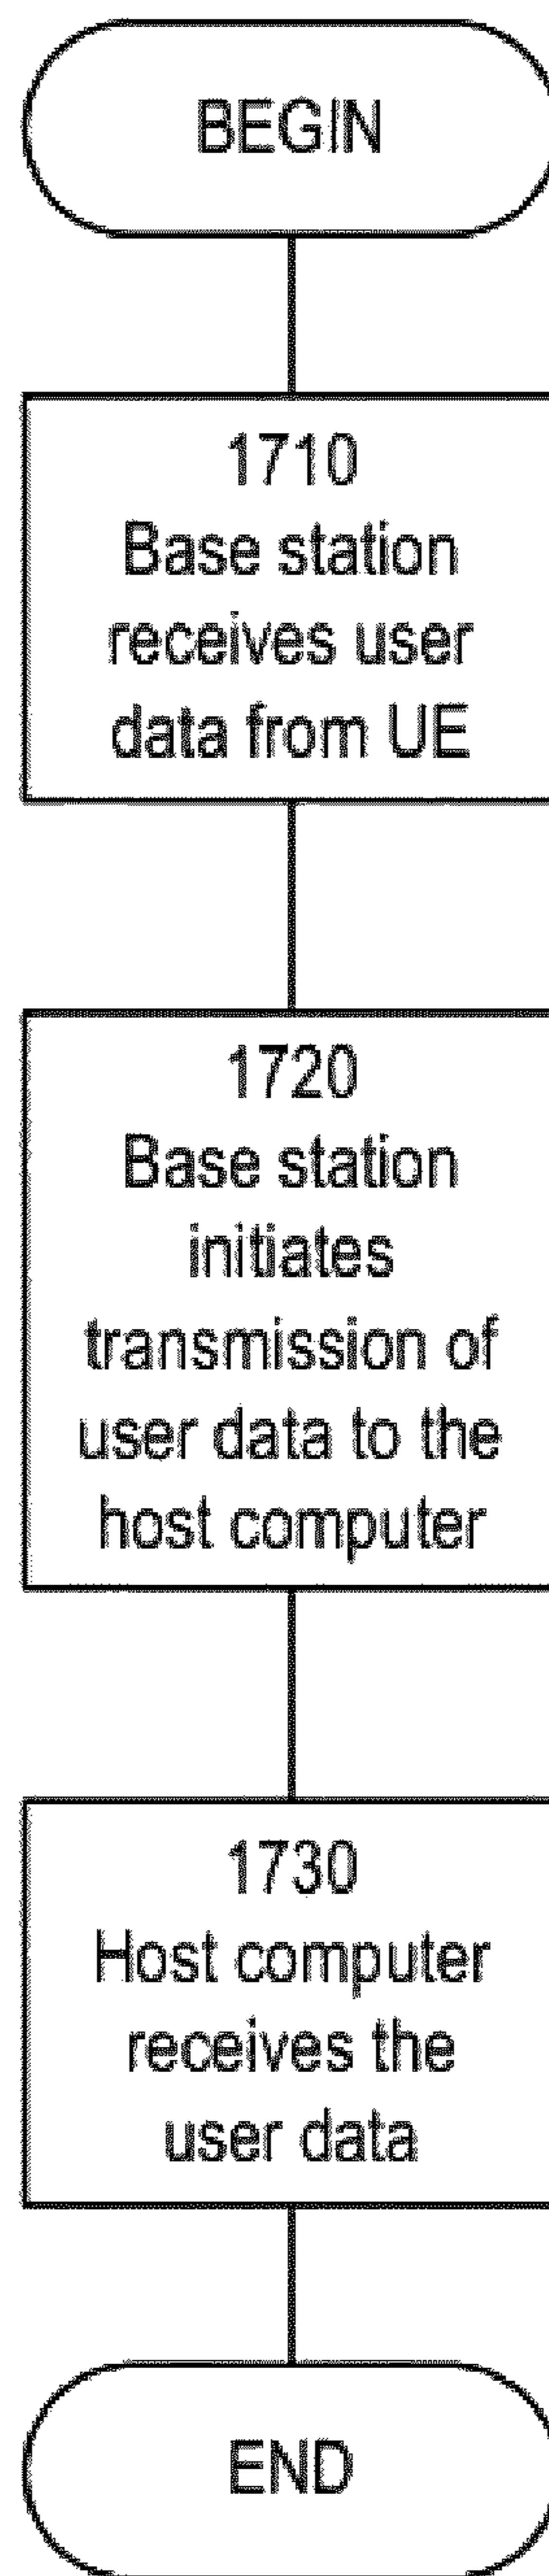 BEGIN
1710
Base station
receives user
data from UE
1720
Base station
initiates
transmission of
user data to the
host computer
1730
Host computer
receives the
user data
END